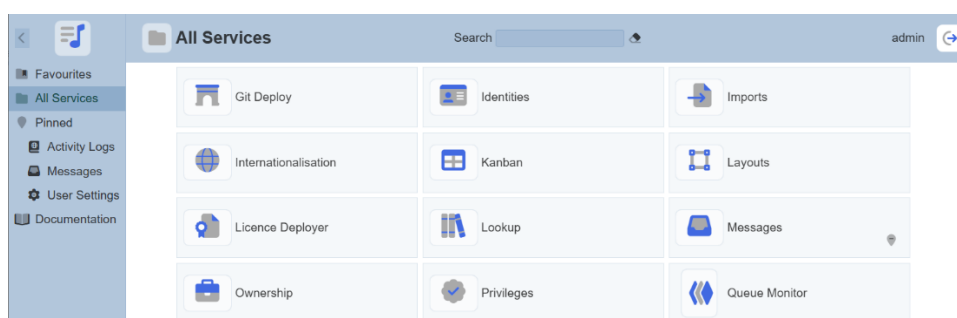 All Services
Search
admin
Favourites
All Services
Pinned
Activity Logs
Messages
User Settings
Documentation
Git Deploy
Identities
Imports
Internationalisation
Kanban
Layouts
Licence Deployer
Lookup
Messages
Ownership
Privileges
Queue Monitor